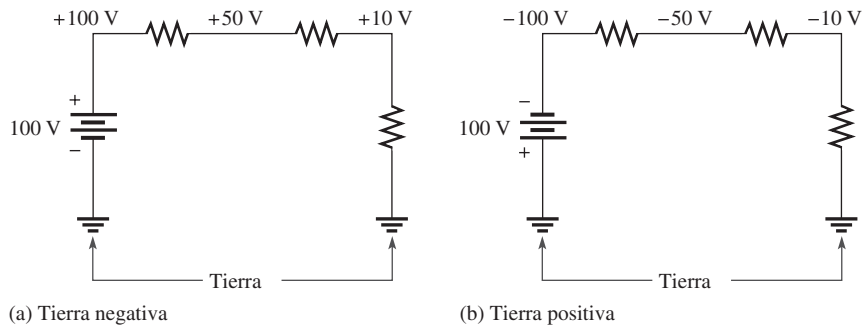 +100 V +50 V +10 V
+
100 V
−
Tierra
(a) Tierra negativa
−100 V −50 V −10 V
−
100 V
+
Tierra
(b) Tierra positiva